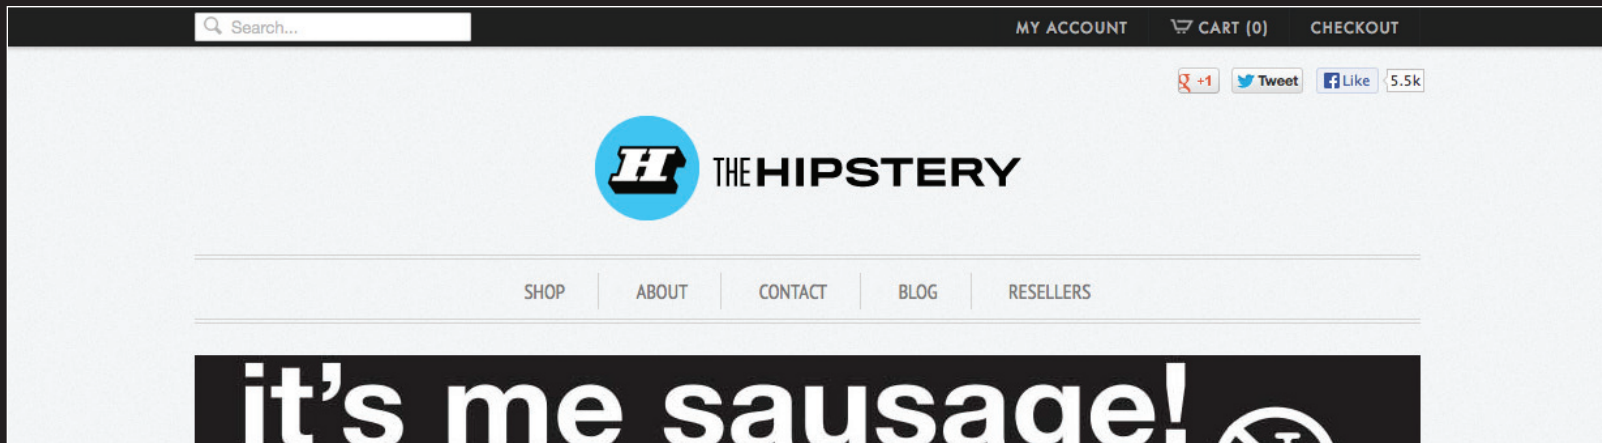 Search... MY ACCOUNT CART (0) CHECKOUT
g +1 Tweet Like 5.5k
H THE HIPSTERY
SHOP ABOUT CONTACT BLOG RESELLERS
it's me sausage!